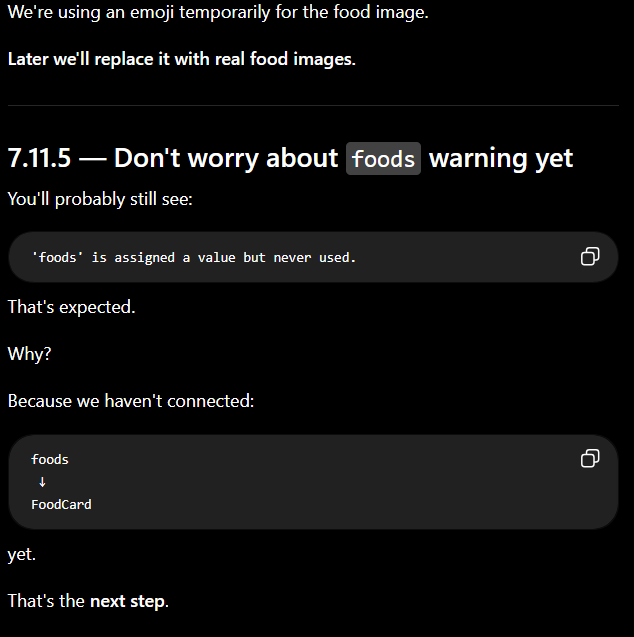 We're using an emoji temporarily for the food image.
Later we'll replace it with real food images.
7.11.5 — Don't worry about foods warning yet
You'll probably still see:
'foods' is assigned a value but never used.
That's expected.
Why?
Because we haven't connected:
foods
↓
FoodCard
yet.
That's the next step.